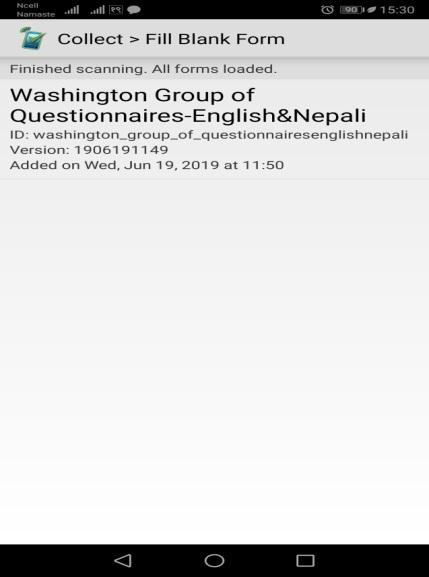 Ncell
Namaste
90
15:30
Collect > Fill Blank Form
Finished scanning. All forms loaded.
Washington Group of
Questionnaires-English&Nepali
ID: washington_group_of_questionnairesenglishnepali
Version: 1906191149
Added on Wed, Jun 19, 2019 at 11:50